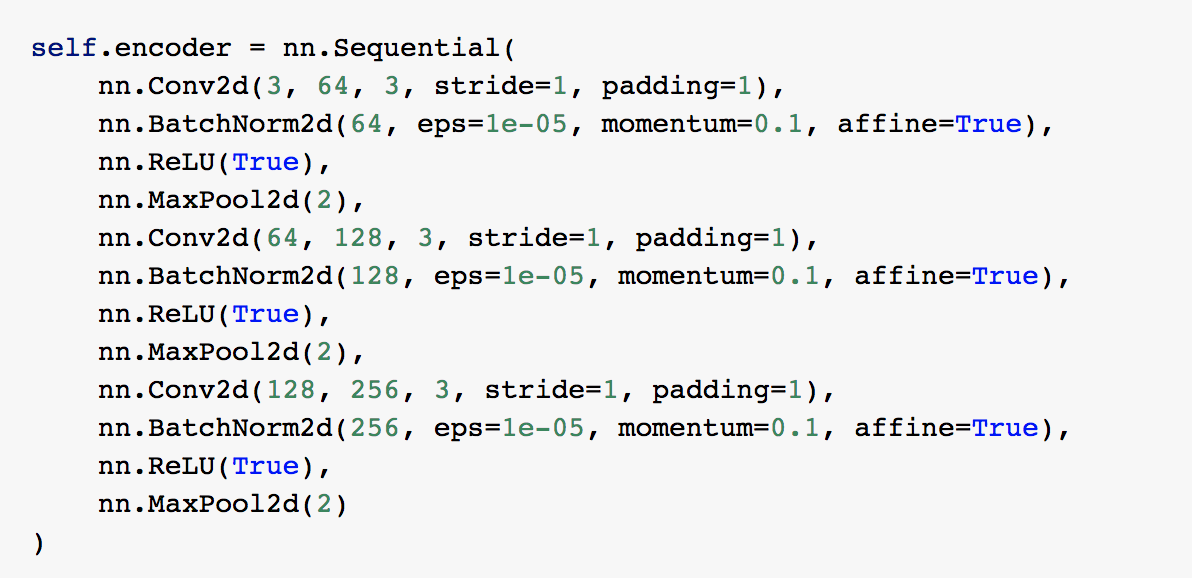 self.encoder = nn.Sequential(
    nn.Conv2d(3, 64, 3, stride=1, padding=1),
    nn.BatchNorm2d(64, eps=1e-05, momentum=0.1, affine=True),
    nn.ReLU(True),
    nn.MaxPool2d(2),
    nn.Conv2d(64, 128, 3, stride=1, padding=1),
    nn.BatchNorm2d(128, eps=1e-05, momentum=0.1, affine=True),
    nn.ReLU(True),
    nn.MaxPool2d(2),
    nn.Conv2d(128, 256, 3, stride=1, padding=1),
    nn.BatchNorm2d(256, eps=1e-05, momentum=0.1, affine=True),
    nn.ReLU(True),
    nn.MaxPool2d(2)
)